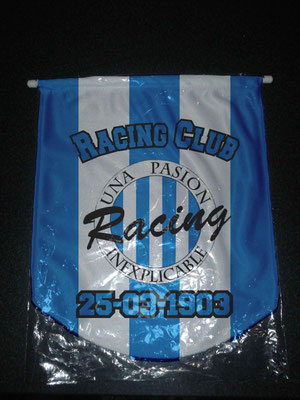 RACING CLUB
UNA PASION
Racing
INEXPLICABLE
25-03-1903